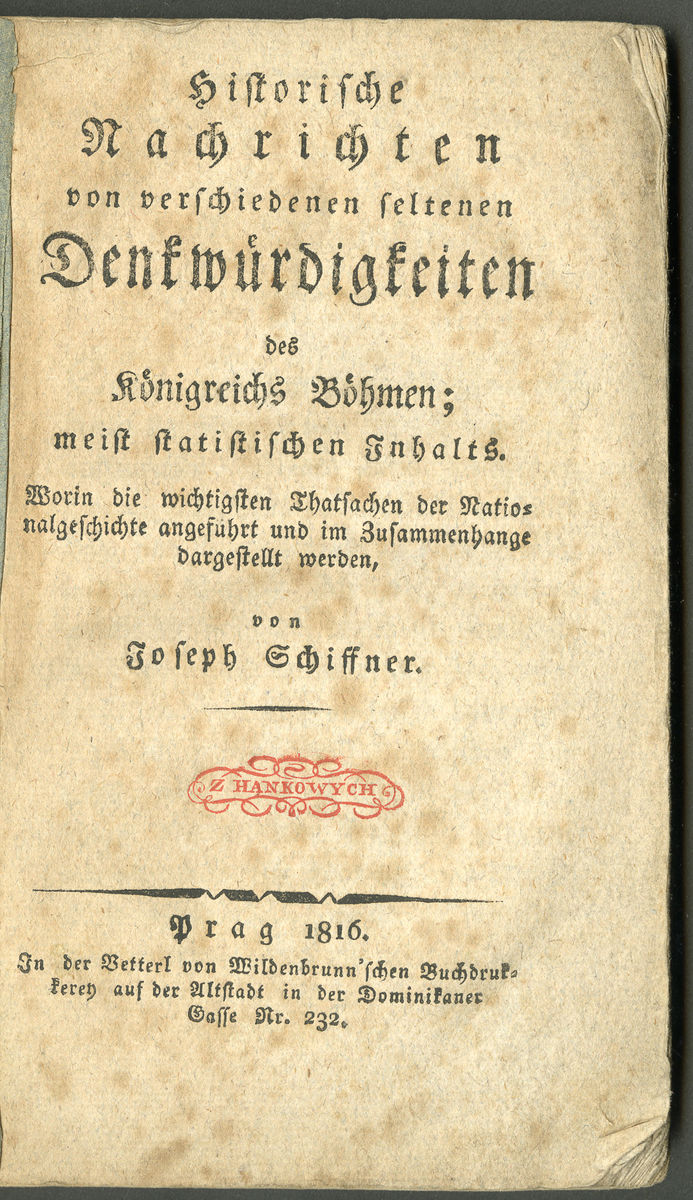 Historische
Nachrichten
von verschiedenen seltenen
Denkwürdigkeiten
des
Königreichs Böhmen;
meist statistischen Inhalts.
Worin die wichtigsten Thatsachen der Natio-
nalgeschichte angeführt und im Zusammenhange
dargestellt werden,
von
Joseph Schiffner.
Z HANKOWYCH
Prag 1816.
In der Vetterl von Wildenbrunn'schen Buchdruk-
kerey auf der Altstadt in der Dominikaner
Gasse Nr. 232.